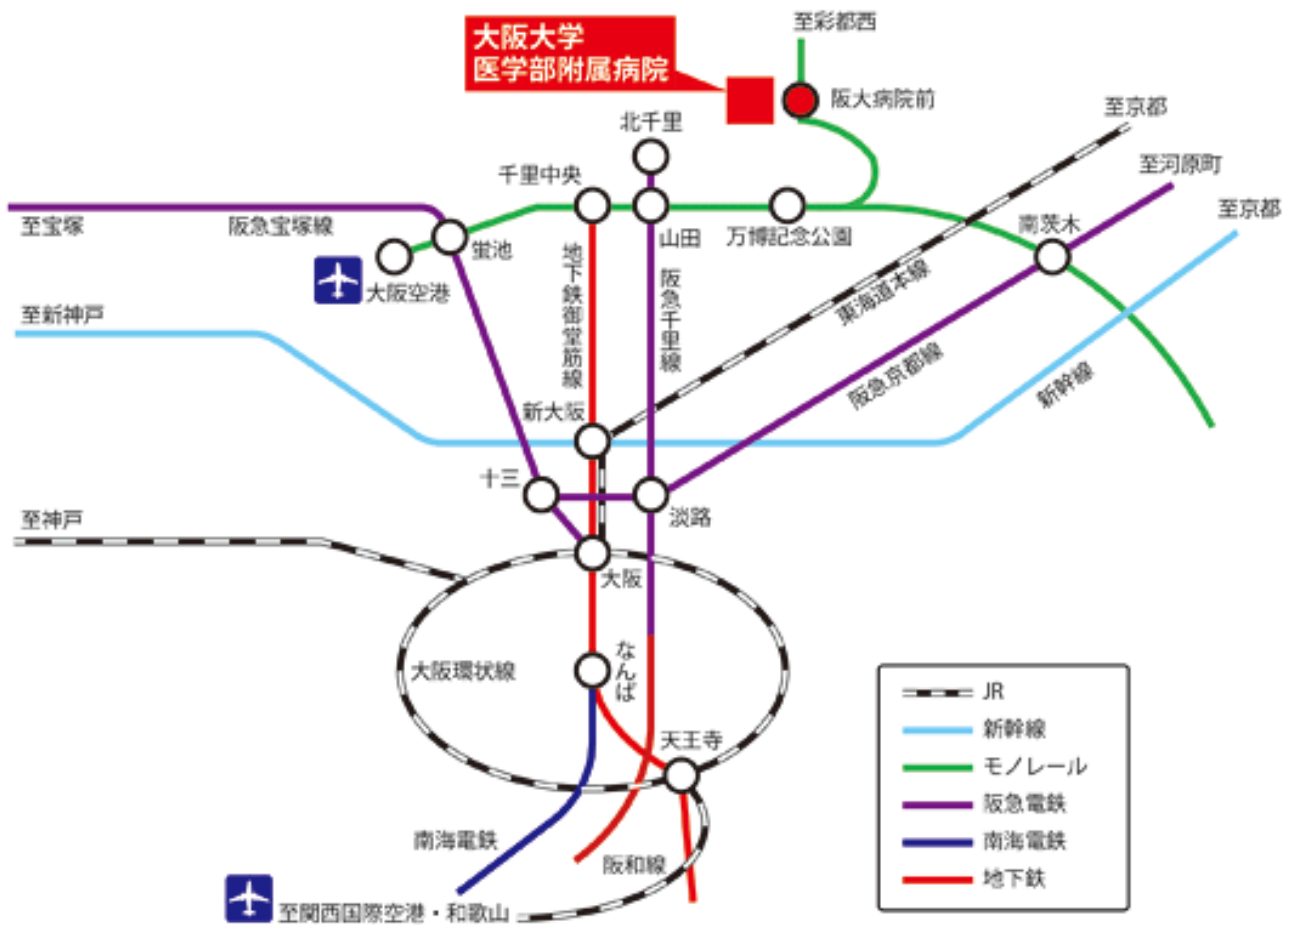 至彩都西
大阪大学
医学部附属病院
阪大病院前
至京都
北千里
至河原町
千里中央
至京都
南茨木
至宝塚
阪急宝塚線
蛍池
山田
万博記念公園
大阪空港
地下鉄御堂筋線
阪急千里線
東海道本線
至新神戸
阪急京都線
新幹線
新大阪
十三
淡路
至神戸
大阪
大阪環状線
なんば
天王寺
JR
新幹線
モノレール
阪急電鉄
南海電鉄
地下鉄
南海電鉄
阪和線
至関西国際空港・和歌山